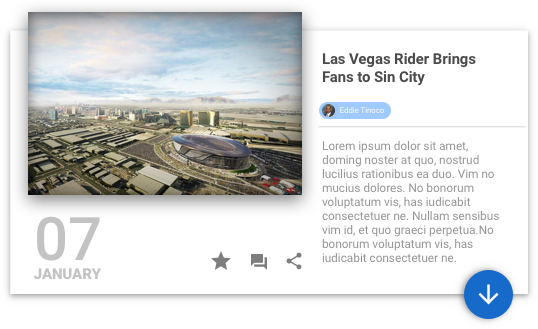 Las Vegas Rider Brings
Fans to Sin City
Eddie Tinoco
Lorem ipsum dolor sit amet,
doming noster at quo, nostrud
lucilius rationibus ea duo. Vim no
mucius dolores. No bonorum
voluptatum vis, has iudicabit
consectetuer ne. Nullam sensibus
vim id, et quo graeci perpetua.No
bonorum voluptatum vis, has
iudicabit consectetuer ne.
07
JANUARY